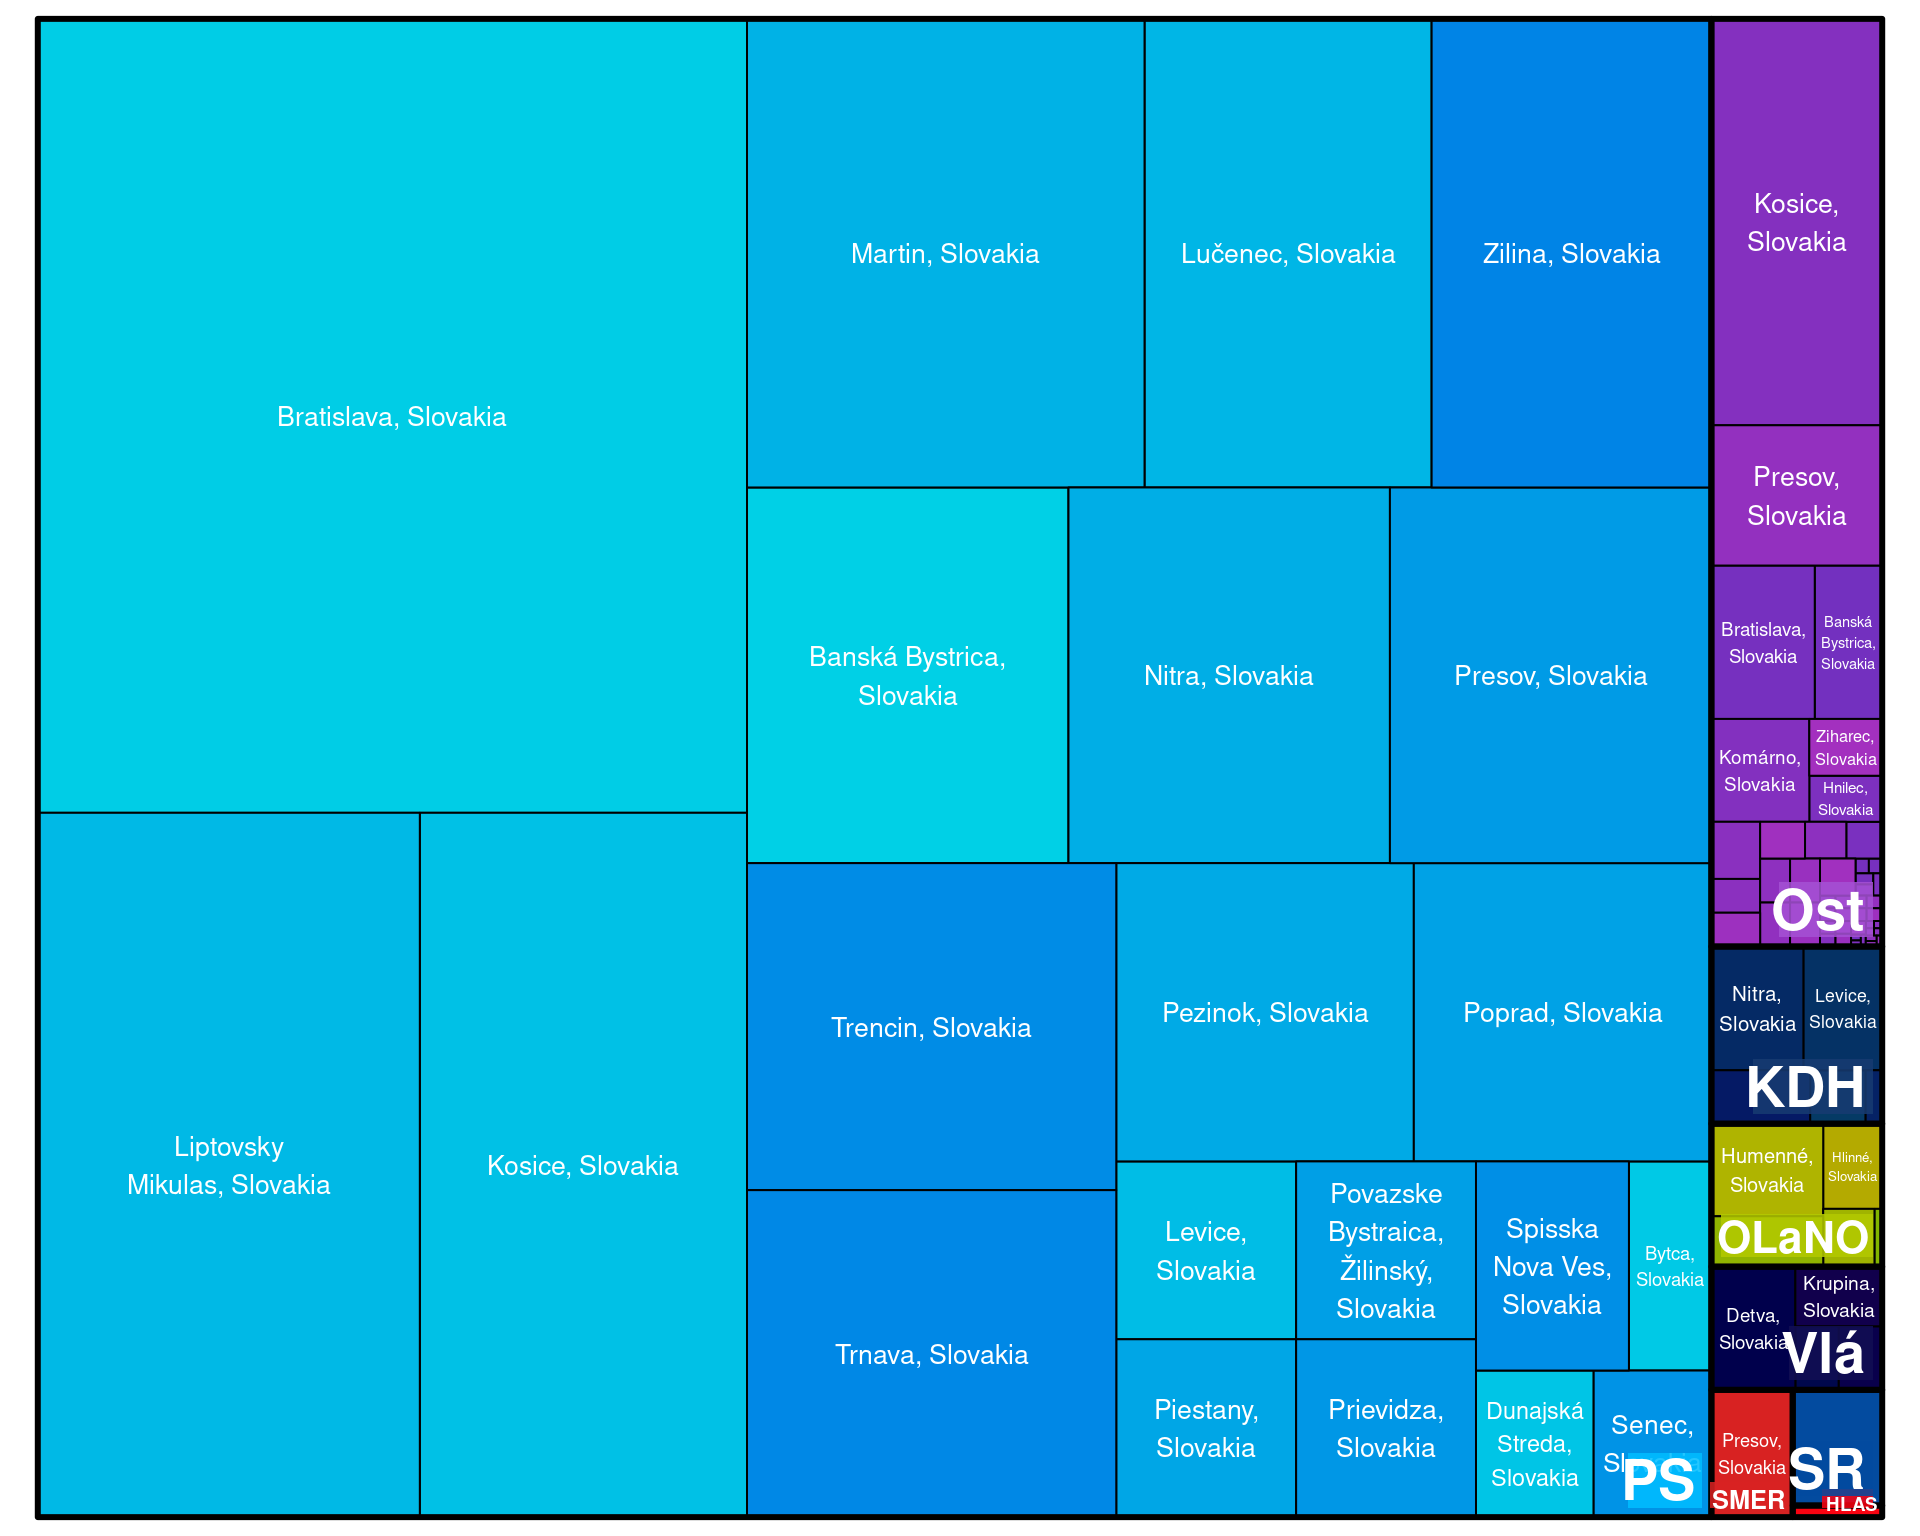 Bratislava, Slovakia
Martin, Slovakia
Lučenec, Slovakia
Zilina, Slovakia
Banská Bystrica,
Slovakia
Nitra, Slovakia
Presov, Slovakia
Liptovsky
Mikulas, Slovakia
Kosice, Slovakia
Trencin, Slovakia
Trnava, Slovakia
Pezinok, Slovakia
Poprad, Slovakia
Levice,
Slovakia
Povazske
Bystraica,
Žilinský,
Slovakia
Spisska
Nova Ves,
Slovakia
Bytca,
Slovakia
Piestany,
Slovakia
Prievidza,
Slovakia
Dunajská
Streda,
Slovakia
Senec,
Slovakia
PS
Kosice,
Slovakia
Presov,
Slovakia
Bratislava,
Slovakia
Banská
Bystrica,
Slovakia
Komárno,
Slovakia
Ziharec,
Slovakia
Hnilec,
Slovakia
Ost
Nitra,
Slovakia
Levice,
Slovakia
KDH
Humenné,
Slovakia
Hlinné,
Slovakia
OLaNO
Detva,
Slovakia
Krupina,
Slovakia
Vlá
Presov,
Slovakia
SMER
SR
HLAS